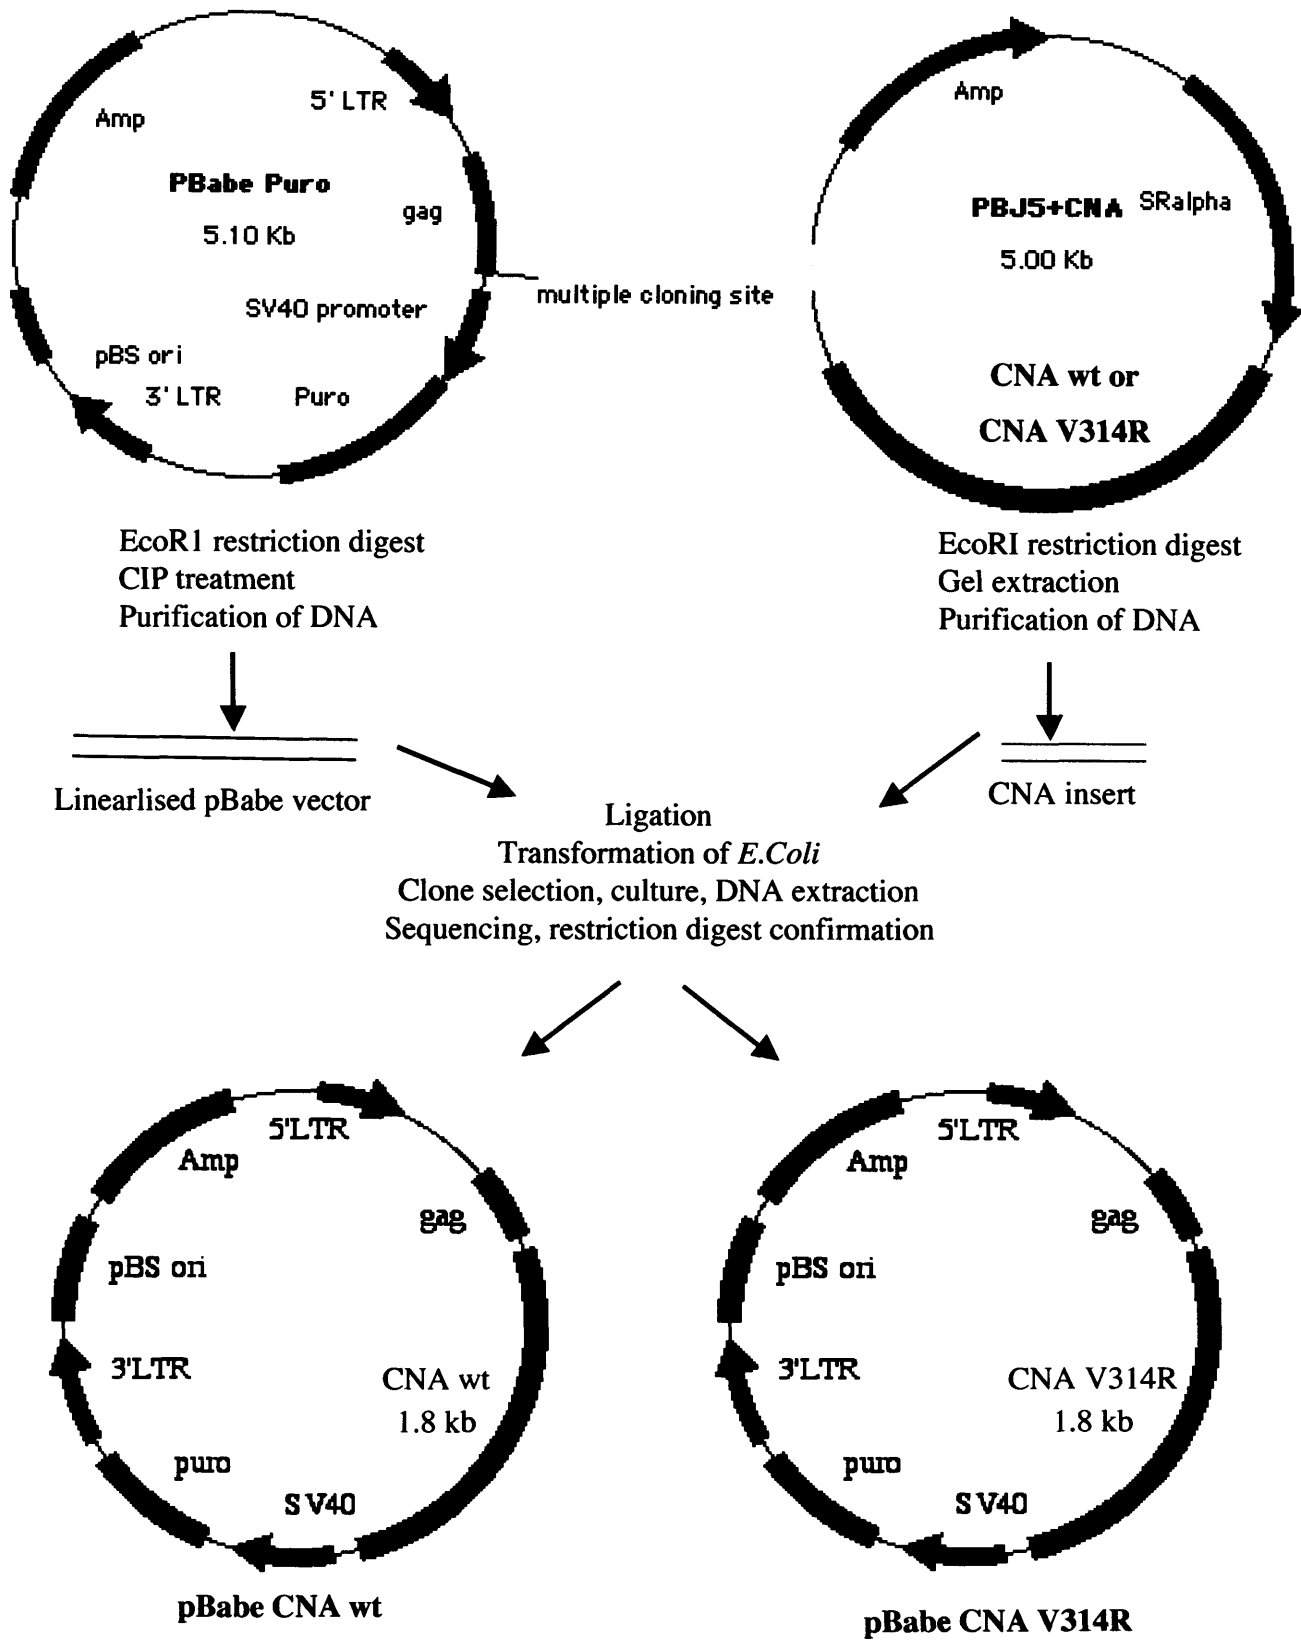 5' LTR
Amp
PBabe Puro
gag
5.10 Kb
multiple cloning site
SV40 promoter
pBS ori
3' LTR
Puro
Amp
PBJ5+CNA
SRalpha
5.00 Kb
CNA wt or
CNA V314R
EcoR1 restriction digest
CIP treatment
Purification of DNA
EcoRI restriction digest
Gel extraction
Purification of DNA
Linearlised pBabe vector
CNA insert
Ligation
Transformation of E.Coli
Clone selection, culture, DNA extraction
Sequencing, restriction digest confirmation
5'LTR
Amp
gag
pBS ori
3'LTR
CNA wt
1.8 kb
puro
SV40
pBabe CNA wt
5'LTR
Amp
gag
pBS ori
3'LTR
CNA V314R
1.8 kb
puro
SV40
pBabe CNA V314R